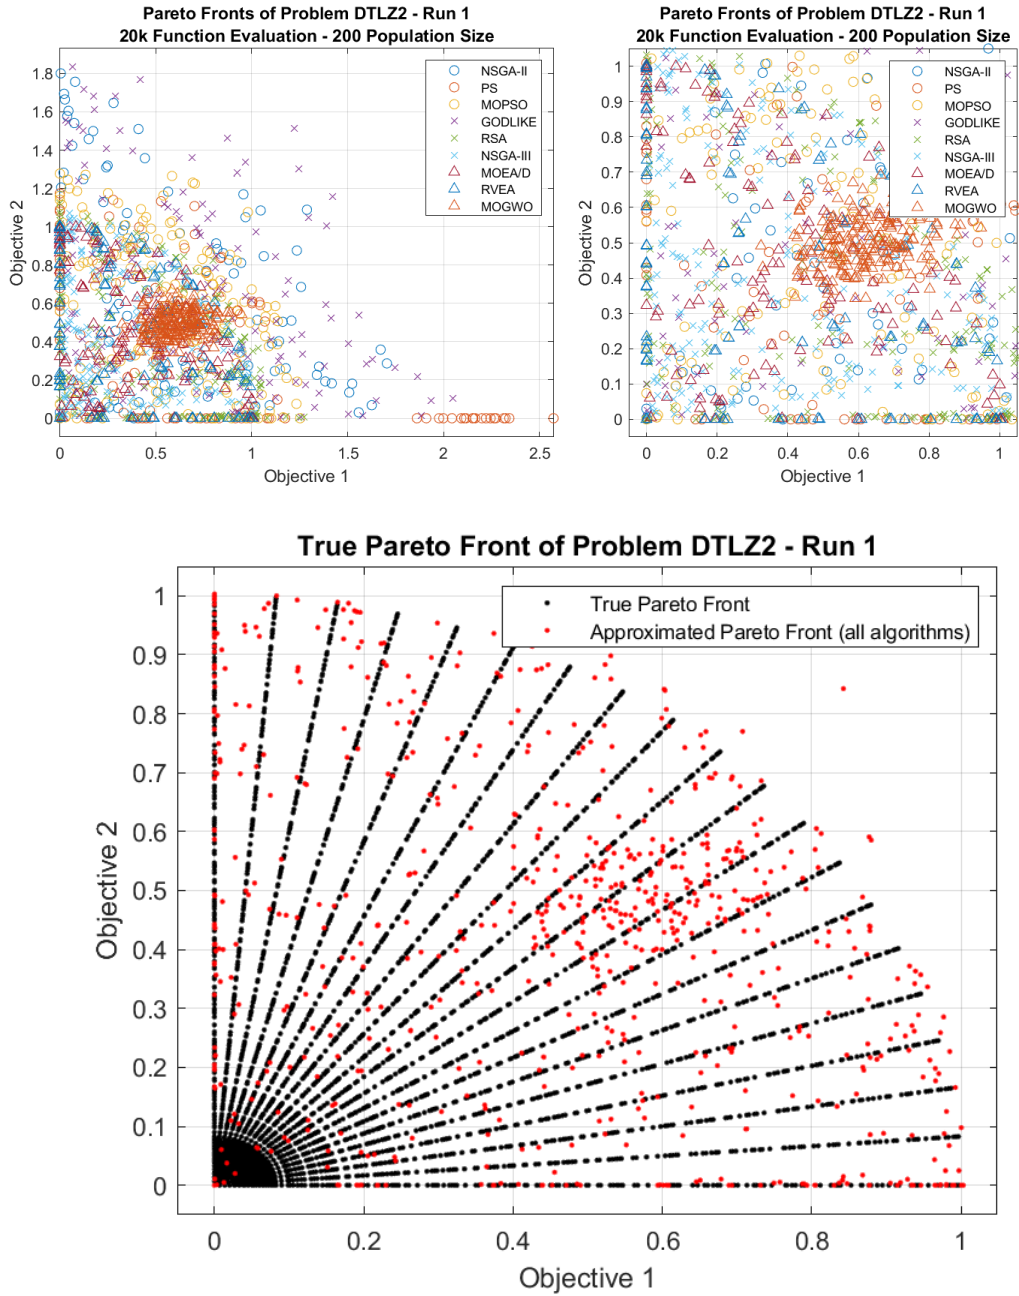 Pareto Fronts of Problem DTLZ2 - Run 1
20k Function Evaluation - 200 Population Size
1.8
1.6
1.4
1.2
1
0.8
0.6
0.4
0.2
0
0
0.5
1
1.5
2
2.5
Objective 1
Objective 2
NSGA-II
PS
MOPSO
GODLIKE
RSA
NSGA-III
MOEA/D
RVEA
MOGWO
Pareto Fronts of Problem DTLZ2 - Run 1
20k Function Evaluation - 200 Population Size
1
0.9
0.8
0.7
0.6
0.5
0.4
0.3
0.2
0.1
0
0
0.2
0.4
0.6
0.8
1
Objective 1
Objective 2
NSGA-II
PS
MOPSO
GODLIKE
RSA
NSGA-III
MOEA/D
RVEA
MOGWO
True Pareto Front of Problem DTLZ2 - Run 1
True Pareto Front
Approximated Pareto Front (all algorithms)
1
0.9
0.8
0.7
0.6
0.5
0.4
0.3
0.2
0.1
0
0
0.2
0.4
0.6
0.8
1
Objective 1
Objective 2